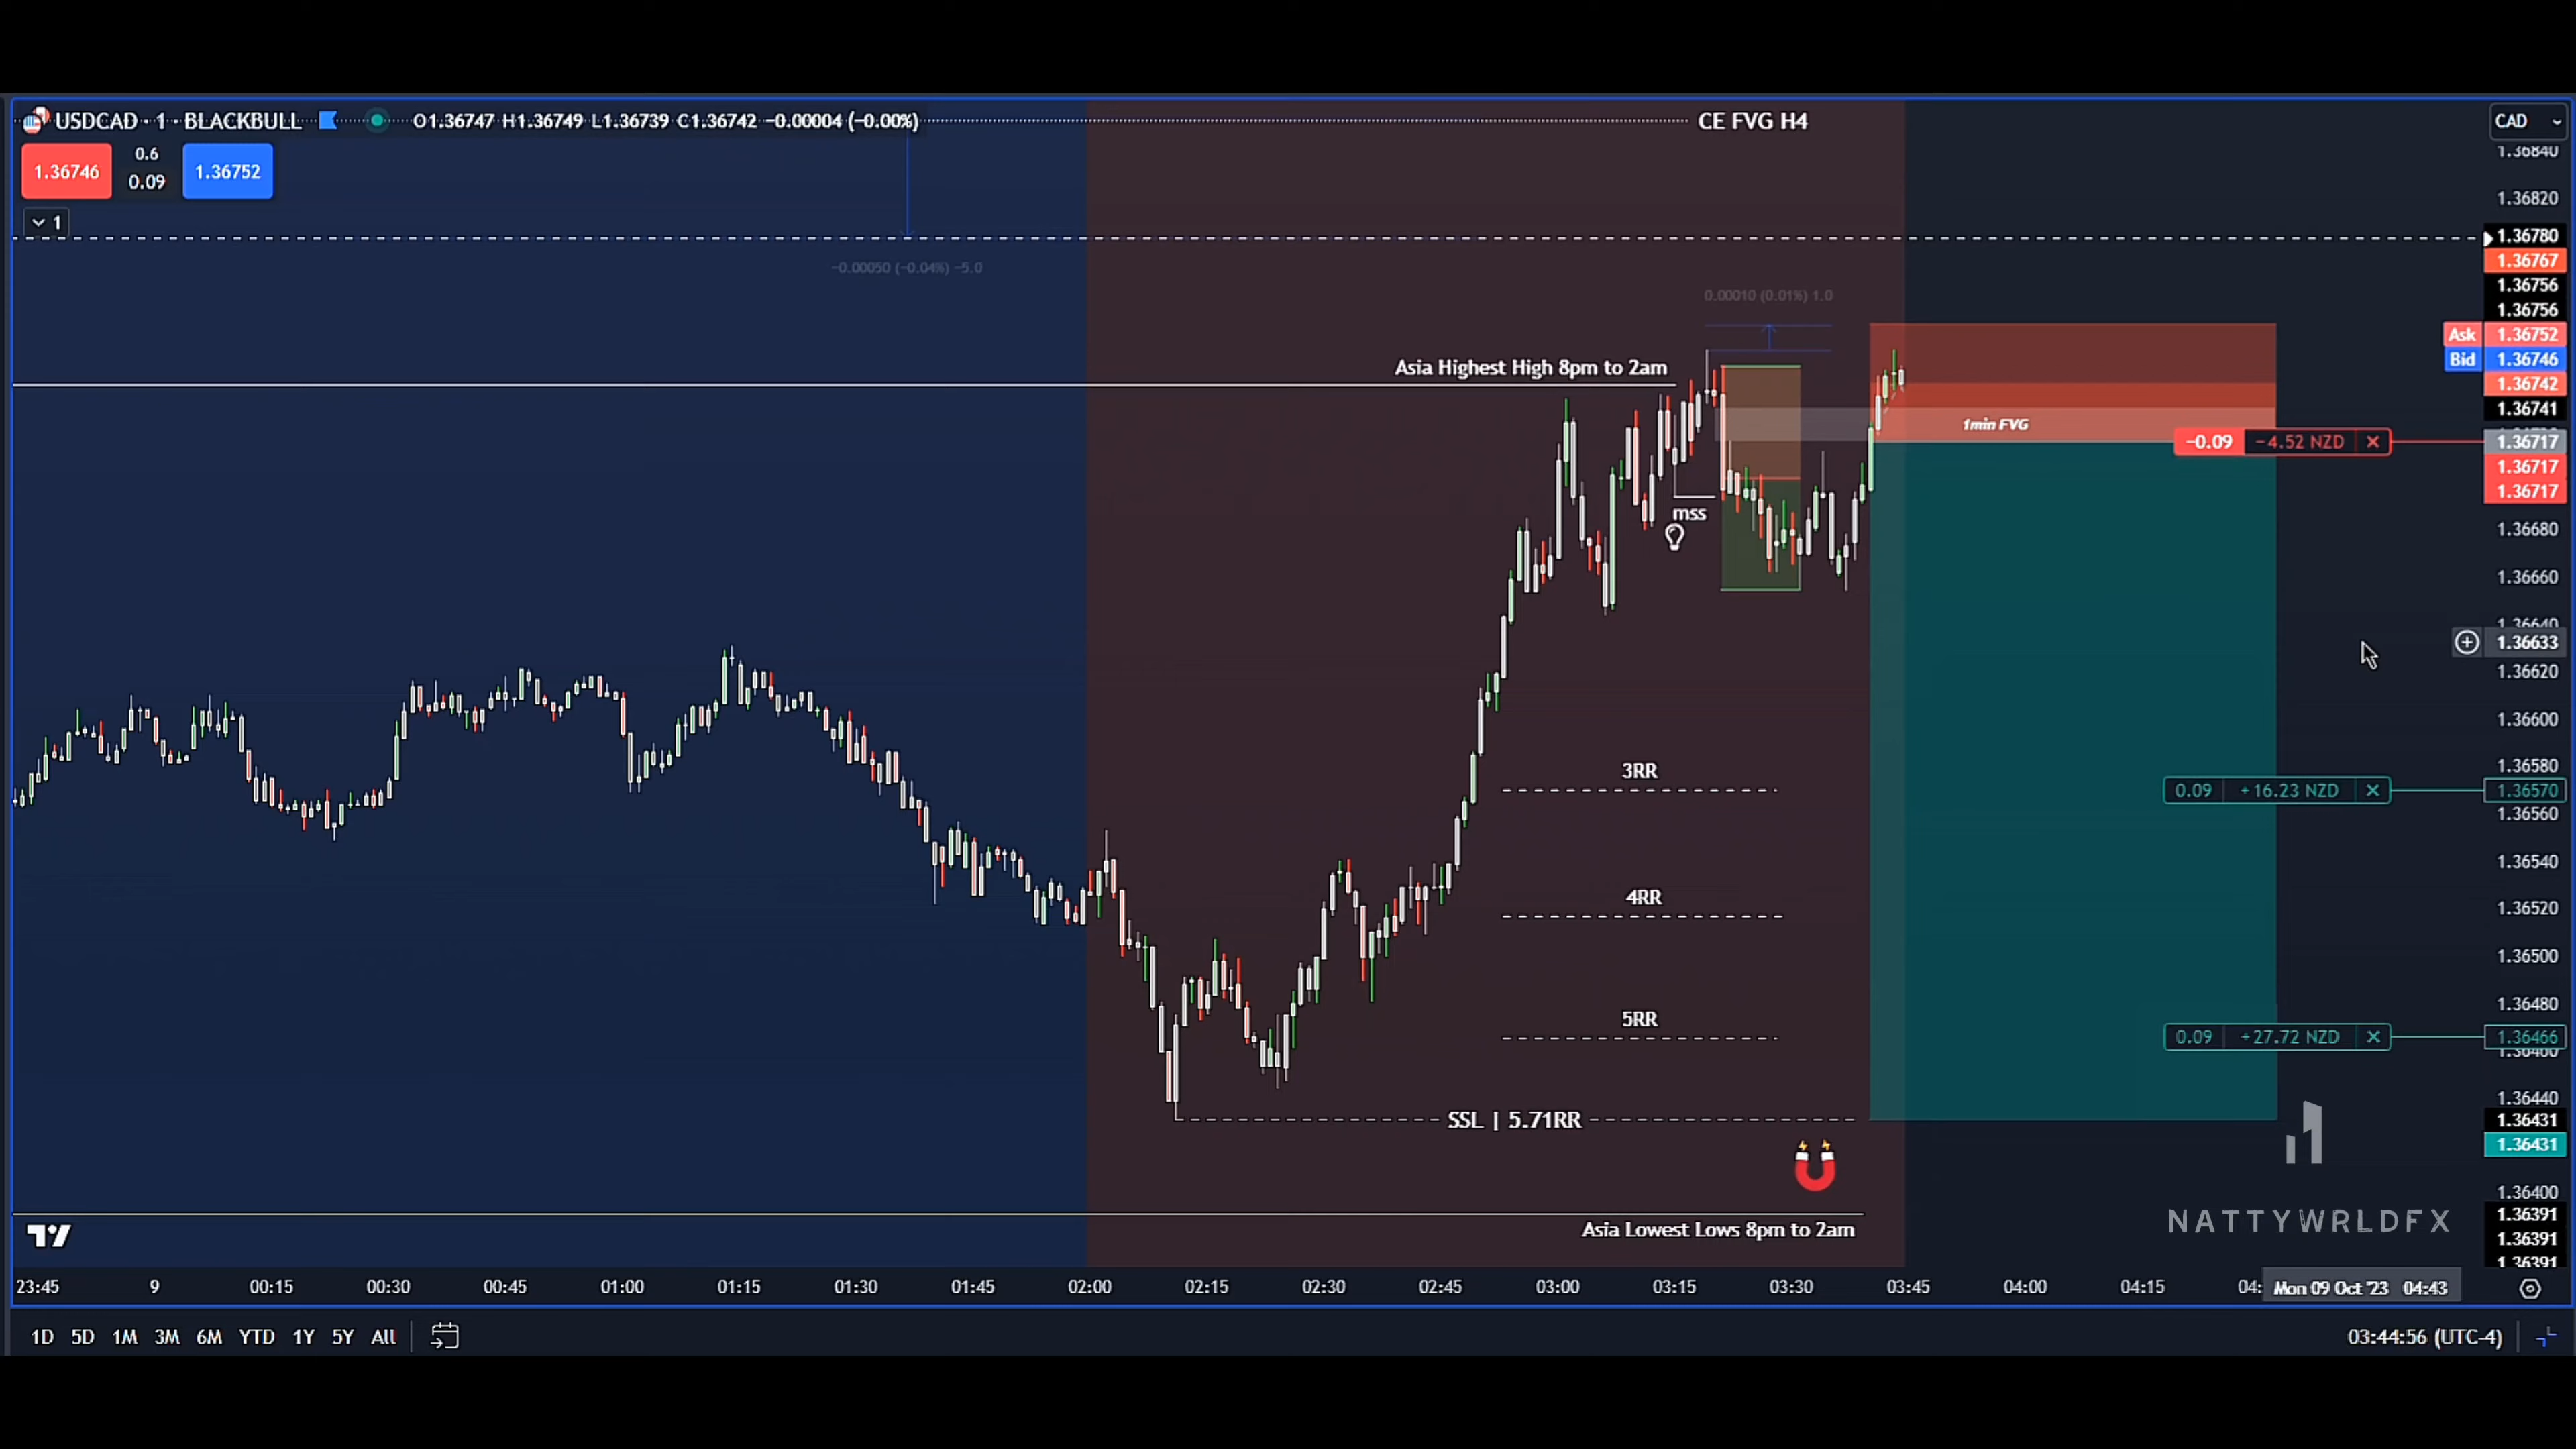 USDCAD · 1 · BLACKBULL O1.36747 H1.36749 L1.36739 C1.36742 −0.00004 (−0.00%)
CE FVG H4
CAD
1.36746
0.6
0.09
1.36752
1
1.36840
1.36820
1.36780
1.36767
1.36756
1.36756
Ask 1.36752
Bid 1.36746
1.36742
1.36741
−0.00050 (−0.04%) −5.0
0.00010 (0.01%) 1.0
Asia Highest High 8pm to 2am
1min FVG
−0.09 −4.52 NZD 1.36717
1.36717
1.36717
mss
1.36680
1.36660
1.36640
1.36633
1.36620
1.36600
1.36580
3RR
0.09 +16.23 NZD 1.36570
1.36560
1.36540
4RR
1.36520
1.36500
1.36480
5RR
0.09 +27.72 NZD 1.36466
1.36460
1.36440
SSL | 5.71RR
1.36431
1.36431
1.36400
1.36391
1.36391
1.36391
Asia Lowest Lows 8pm to 2am
NATTYWRLDFX
23:45 9 00:15 00:30 00:45 01:00 01:15 01:30 01:45 02:00 02:15 02:30 02:45 03:00 03:15 03:30 03:45 04:00 04:15 04: Mon 09 Oct '23 04:43
1D 5D 1M 3M 6M YTD 1Y 5Y All
03:44:56 (UTC-4)